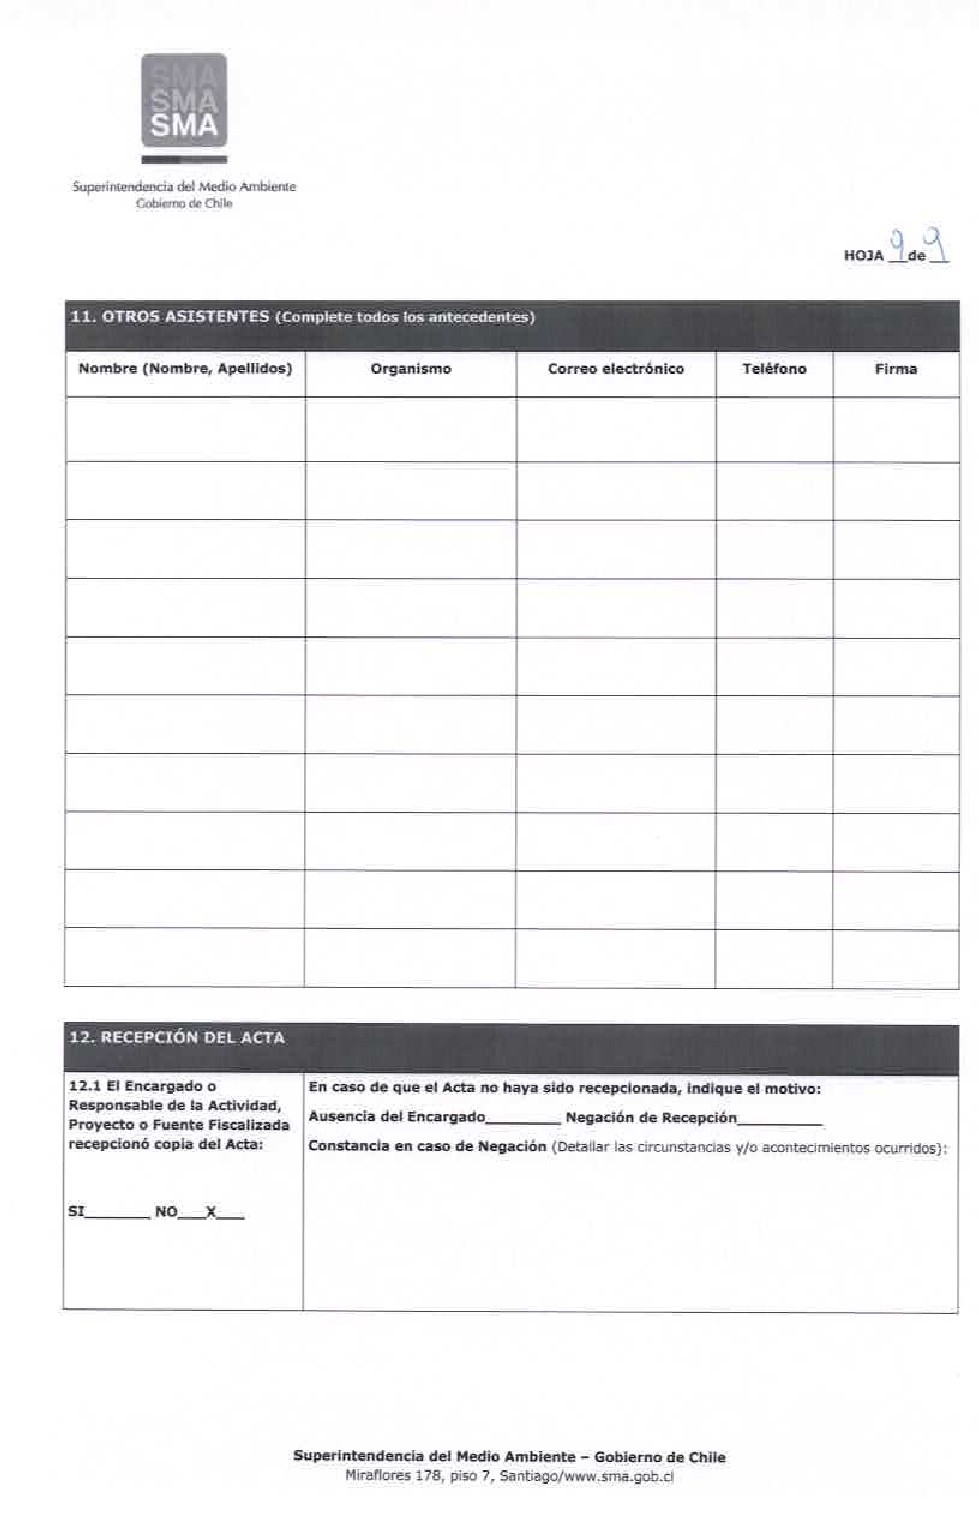 SMA
SMA
SMA
Superintendencia del Medio Ambiente
Gobierno de Chile
HOJA 9 de 9
11. OTROS ASISTENTES (Complete todos los antecedentes)
Nombre (Nombre, Apellidos) Organismo Correo electrónico Teléfono Firma
12. RECEPCIÓN DEL ACTA
12.1 El Encargado o
Responsable de la Actividad,
Proyecto o Fuente Fiscalizada
recepcionó copia del Acta:
SI_______ NO___X___
En caso de que el Acta no haya sido recepcionada, indique el motivo:
Ausencia del Encargado________ Negación de Recepción_________
Constancia en caso de Negación (Detallar las circunstancias y/o acontecimientos ocurridos):
Superintendencia del Medio Ambiente – Gobierno de Chile
Miraflores 178, piso 7, Santiago/www.sma.gob.cl